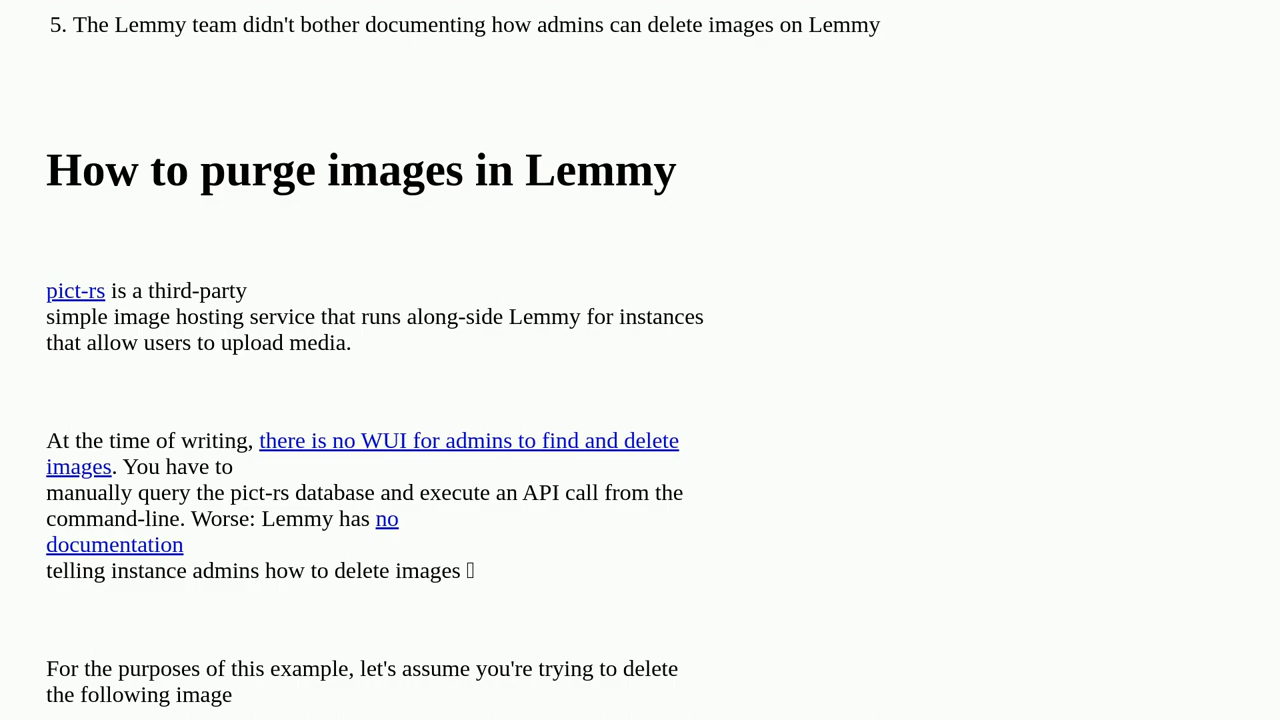 5. The Lemmy team didn't bother documenting how admins can delete images on Lemmy
How to purge images in Lemmy
pict-rs is a third-party
simple image hosting service that runs along-side Lemmy for instances
that allow users to upload media.
At the time of writing, there is no WUI for admins to find and delete
images. You have to
manually query the pict-rs database and execute an API call from the
command-line. Worse: Lemmy has no
documentation
telling instance admins how to delete images
For the purposes of this example, let's assume you're trying to delete
the following image